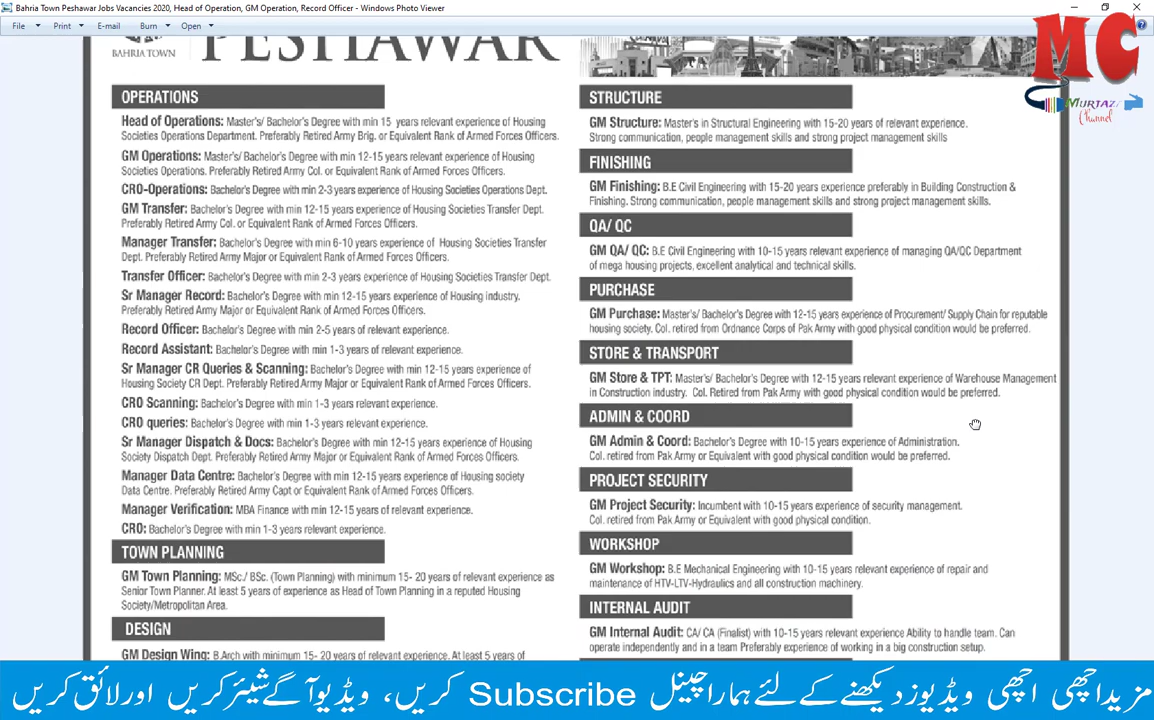 Bahria Town Peshawar Jobs Vacancies 2020, Head of Operation, GM Operation, Record Officer - Windows Photo Viewer
File Print E-mail Burn Open
MC
MURTAZ
Channel
BAHRIA TOWN
PESHAWAR
OPERATIONS
Head of Operations: Master's/ Bachelor's Degree with min 15 years relevant experience of Housing
Societies Operations Department. Preferably Retired Army Brig. or Equivalent Rank of Armed Forces Officers.
GM Operations: Master's/ Bachelor's Degree with min 12-15 years relevant experience of Housing
Societies Operations. Preferably Retired Army Col. or Equivalent Rank of Armed Forces Officers.
CRO-Operations: Bachelor's Degree with min 2-3 years experience of Housing Societies Operations Dept.
GM Transfer: Bachelor's Degree with min 12-15 years experience of Housing Societies Transfer Dept.
Preferably Retired Army Col. or Equivalent Rank of Armed Forces Officers.
Manager Transfer: Bachelor's Degree with min 6-10 years experience of Housing Societies Transfer
Dept. Preferably Retired Army Major or Equivalent Rank of Armed Forces Officers.
Transfer Officer: Bachelor's Degree with min 2-3 years experience of Housing Societies Transfer Dept.
Sr Manager Record: Bachelor's Degree with min 12-15 years experience of Housing industry.
Preferably Retired Army Major or Equivalent Rank of Armed Forces Officers.
Record Officer: Bachelor's Degree with min 2-5 years of relevant experience.
Record Assistant: Bachelor's Degree with min 1-3 years of relevant experience.
Sr Manager CR Queries & Scanning: Bachelor's Degree with min 12-15 years experience of
Housing Society CR Dept. Preferably Retired Army Major or Equivalent Rank of Armed Forces Officers.
CRO Scanning: Bachelor's Degree with min 1-3 years relevant experience.
CRO queries: Bachelor's Degree with min 1-3 years relevant experience.
Sr Manager Dispatch & Docs: Bachelor's Degree with min 12-15 years experience of Housing
Society Dispatch Dept. Preferably Retired Army Major or Equivalent Rank of Armed Forces Officers.
Manager Data Centre: Bachelor's Degree with min 12-15 years experience of Housing society
Data Centre. Preferably Retired Army Capt or Equivalent Rank of Armed Forces Officers.
Manager Verification: MBA Finance with min 12-15 years of relevant experience.
CRO: Bachelor's Degree with min 1-3 years relevant experience.
TOWN PLANNING
GM Town Planning: MSc./ BSc. (Town Planning) with minimum 15- 20 years of relevant experience as
Senior Town Planner. At least 5 years of experience as Head of Town Planning in a reputed Housing
Society/Metropolitan Area.
DESIGN
GM Design Wing: B.Arch with minimum 15- 20 years of relevant experience. At least 5 years of
STRUCTURE
GM Structure: Master's in Structural Engineering with 15-20 years of relevant experience.
Strong communication, people management skills and strong project management skills
FINISHING
GM Finishing: B.E Civil Engineering with 15-20 years experience preferably in Building Construction &
Finishing. Strong communication, people management skills and strong project management skills.
QA/ QC
GM QA/ QC: B.E Civil Engineering with 10-15 years relevant experience of managing QA/QC Department
of mega housing projects, excellent analytical and technical skills.
PURCHASE
GM Purchase: Master's/ Bachelor's Degree with 12-15 years experience of Procurement/ Supply Chain for reputable
housing society. Col. retired from Ordnance Corps of Pak Army with good physical condition would be preferred.
STORE & TRANSPORT
GM Store & TPT: Master's/ Bachelor's Degree with 12-15 years relevant experience of Warehouse Management
in Construction industry. Col. Retired from Pak Army with good physical condition would be preferred.
ADMIN & COORD
GM Admin & Coord: Bachelor's Degree with 10-15 years experience of Administration.
Col. retired from Pak Army or Equivalent with good physical condition would be preferred.
PROJECT SECURITY
GM Project Security: Incumbent with 10-15 years experience of security management.
Col. retired from Pak Army or Equivalent with good physical condition.
WORKSHOP
GM Workshop: B.E Mechanical Engineering with 10-15 years relevant experience of repair and
maintenance of HTV-LTV-Hydraulics and all construction machinery.
INTERNAL AUDIT
GM Internal Audit: CA/ CA (Finalist) with 10-15 years relevant experience Ability to handle team. Can
operate independently and in a team Preferably experience of working in a big construction setup.
مزید اچھی اچھی ویڈیوز دیکھنے کے لئے ہمارا چینل Subscribe کریں، ویڈیو آگے شیئر کریں اور لائق کریں